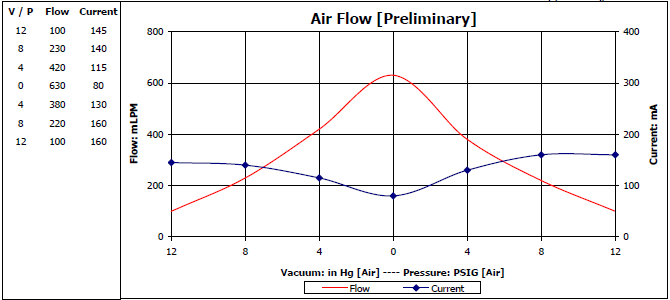 V / P Flow Current
12 100 145
8 230 140
4 420 115
0 630 80
4 380 130
8 220 160
12 100 160
Air Flow [Preliminary]
800
600
400
200
0
Flow: mLPM
400
300
200
100
0
Current: mA
12 8 4 0 4 8 12
Vacuum: in Hg [Air] ---- Pressure: PSIG [Air]
Flow Current